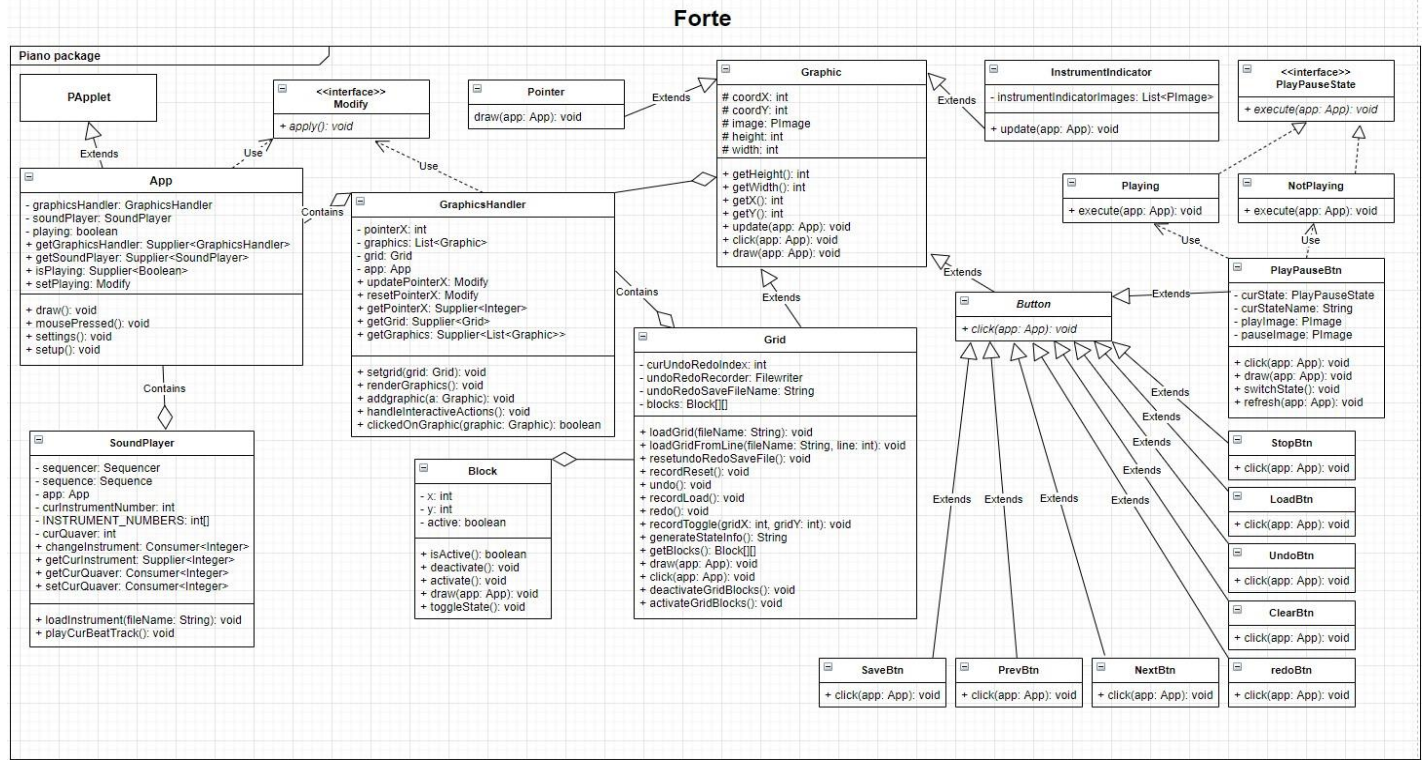 Forte
Piano package
PApplet
Extends
<<interface>>
Modify
+ apply(): void
Use
Use
Pointer
draw(app: App): void
Extends
Graphic
# coordX: int
# coordY: int
# image: PImage
# height: int
# width: int
+ getHeight(): int
+ getWidth(): int
+ getX(): int
+ getY(): int
+ update(app: App): void
+ click(app: App): void
+ draw(app: App): void
Extends
InstrumentIndicator
- instrumentIndicatorImages: List<PImage>
+ update(app: App): void
<<interface>>
PlayPauseState
+ execute(app: App): void
Playing
+ execute(app: App): void
NotPlaying
+ execute(app: App): void
Use
Use
App
- graphicsHandler: GraphicsHandler
- soundPlayer: SoundPlayer
- playing: boolean
+ getGraphicsHandler: Supplier<GraphicsHandler>
+ getSoundPlayer: Supplier<SoundPlayer>
+ isPlaying: Supplier<Boolean>
+ setPlaying: Modify
+ draw(): void
+ mousePressed(): void
+ settings(): void
+ setup(): void
Contains
GraphicsHandler
- pointerX: int
- graphics: List<Graphic>
- grid: Grid
- app: App
+ updatePointerX: Modify
+ resetPointerX: Modify
+ getPointerX: Supplier<Integer>
+ getGrid: Supplier<Grid>
+ getGraphics: Supplier<List<Graphic>>
+ setgrid(grid: Grid): void
+ renderGraphics(): void
+ addgraphic(a: Graphic): void
+ handleInteractiveActions(): void
+ clickedOnGraphic(graphic: Graphic): boolean
Contains
Extends
Extends
Button
+ click(app: App): void
Extends
PlayPauseBtn
- curState: PlayPauseState
- curStateName: String
- playImage: PImage
- pauseImage: PImage
+ click(app: App): void
+ draw(app: App): void
+ switchState(): void
+ refresh(app: App): void
Grid
- curUndoRedoIndex: int
- undoRedoRecorder: Filewriter
- undoRedoSaveFileName: String
- blocks: Block[][]
+ loadGrid(fileName: String): void
+ loadGridFromLine(fileName: String, line: int): void
+ resetundoRedoSaveFile(): void
+ recordReset(): void
+ undo(): void
+ recordLoad(): void
+ redo(): void
+ recordToggle(gridX: int, gridY: int): void
+ generateStateInfo(): String
+ getBlocks(): Block[][]
+ draw(app: App): void
+ click(app: App): void
+ deactivateGridBlocks(): void
+ activateGridBlocks(): void
Contains
SoundPlayer
- sequencer: Sequencer
- sequence: Sequence
- app: App
- curInstrumentNumber: int
- INSTRUMENT_NUMBERS: int[]
- curQuaver: int
+ changeInstrument: Consumer<Integer>
+ getCurInstrument: Supplier<Integer>
+ getCurQuaver: Consumer<Integer>
+ setCurQuaver: Consumer<Integer>
+ loadInstrument(fileName: String): void
+ playCurBeatTrack(): void
Block
- x: int
- y: int
- active: boolean
+ isActive(): boolean
+ deactivate(): void
+ activate(): void
+ draw(app: App): void
+ toggleState(): void
Extends
Extends
Extends
Extends
Extends
Extends
Extends
Extends
StopBtn
+ click(app: App): void
LoadBtn
+ click(app: App): void
UndoBtn
+ click(app: App): void
ClearBtn
+ click(app: App): void
SaveBtn
+ click(app: App): void
PrevBtn
+ click(app: App): void
NextBtn
+ click(app: App): void
redoBtn
+ click(app: App): void